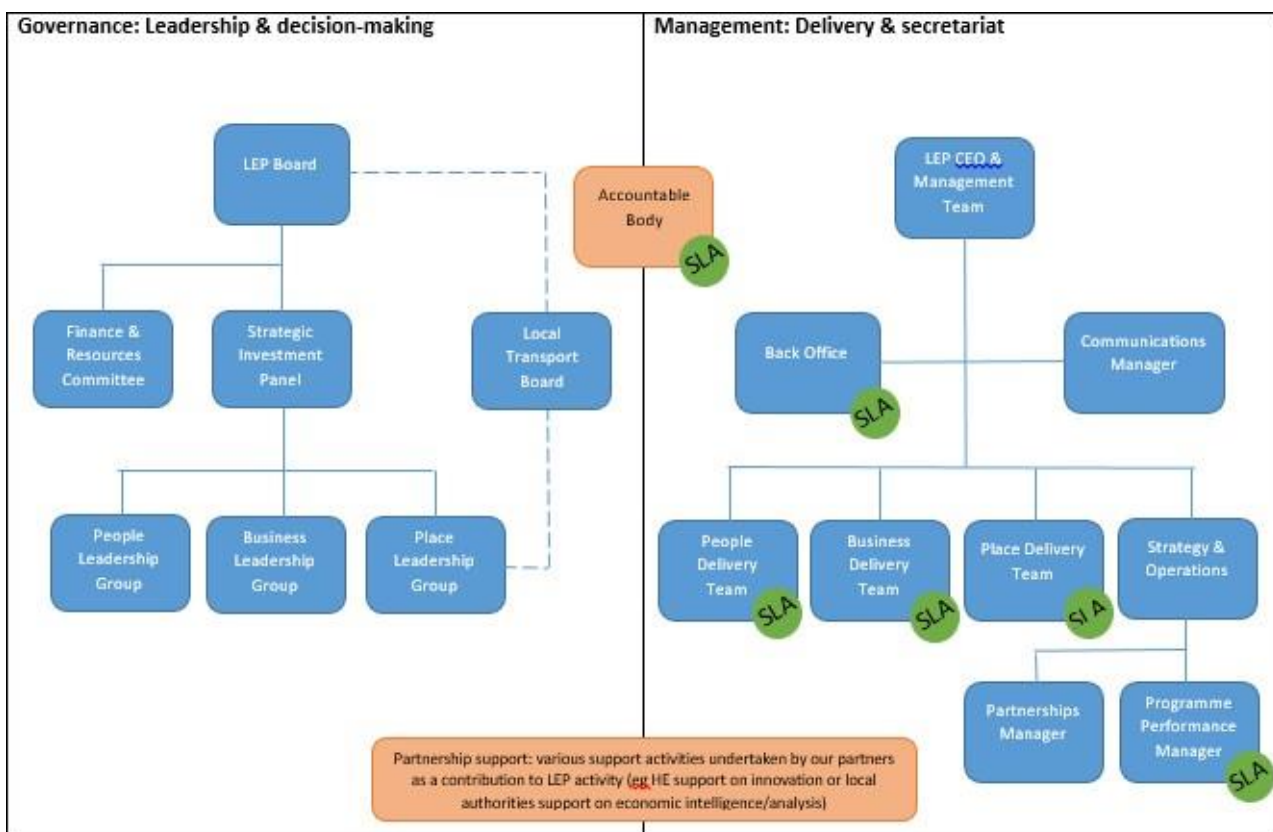 Governance: Leadership & decision-making
Management: Delivery & secretariat
LEP Board
Accountable
Body
SLA
LEP CEO &
Management
Team
Finance &
Resources
Committee
Strategic
Investment
Panel
Local
Transport
Board
Back Office
SLA
Communications
Manager
People
Leadership
Group
Business
Leadership
Group
Place
Leadership
Group
People
Delivery
Team
SLA
Business
Delivery
Team
SLA
Place Delivery
Team
SLA
Strategy &
Operations
Partnerships
Manager
Programme
Performance
Manager
SLA
Partnership support: various support activities undertaken by our partners
as a contribution to LEP activity (eg HE support on innovation or local
authorities support on economic intelligence/analysis)